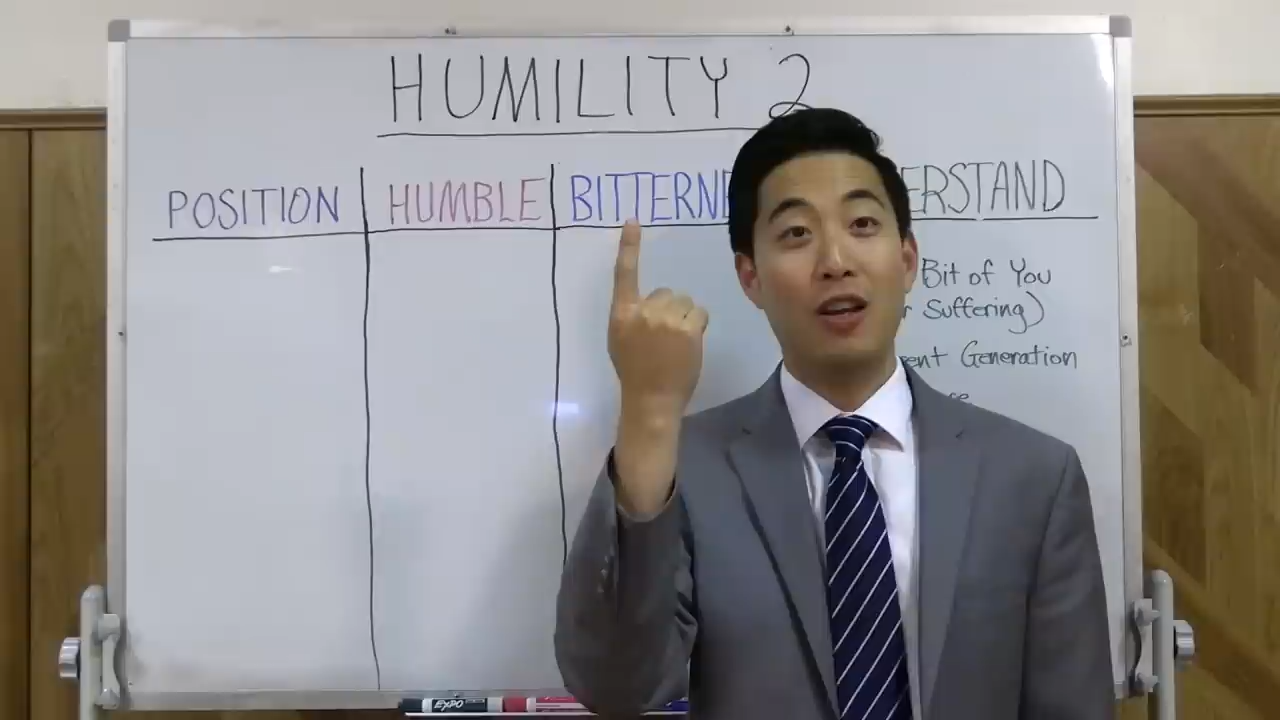 HUMILITY 2
POSITION HUMBLE BITTERNE ERSTAND
Bit of You
r Suffering)
ent Generation
EXPO